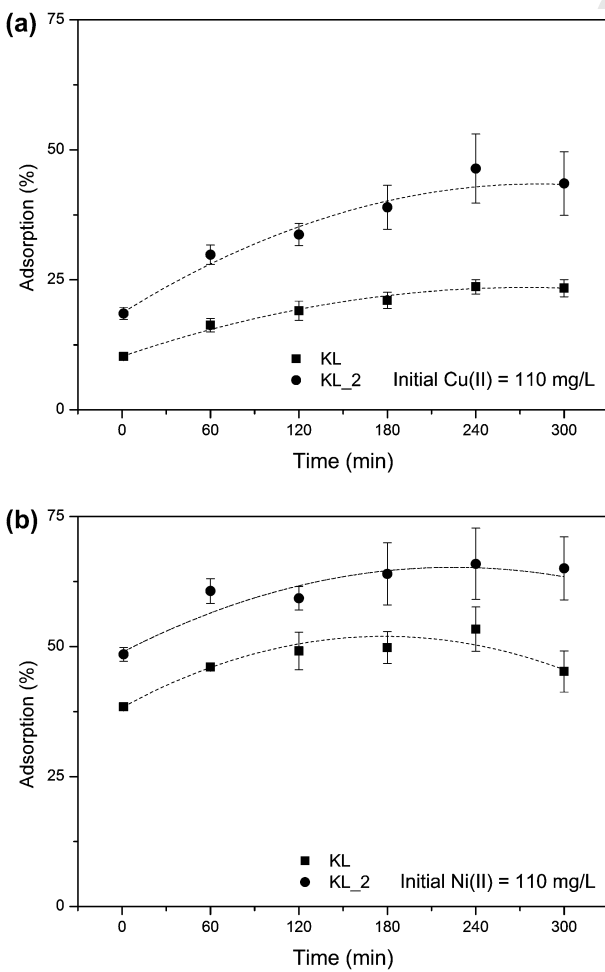 (a)
75
50
25
0
Adsorption (%)
KL
KL_2
Initial Cu(II) = 110 mg/L
0 60 120 180 240 300
Time (min)
(b)
75
50
25
0
Adsorption (%)
KL
KL_2
Initial Ni(II) = 110 mg/L
0 60 120 180 240 300
Time (min)